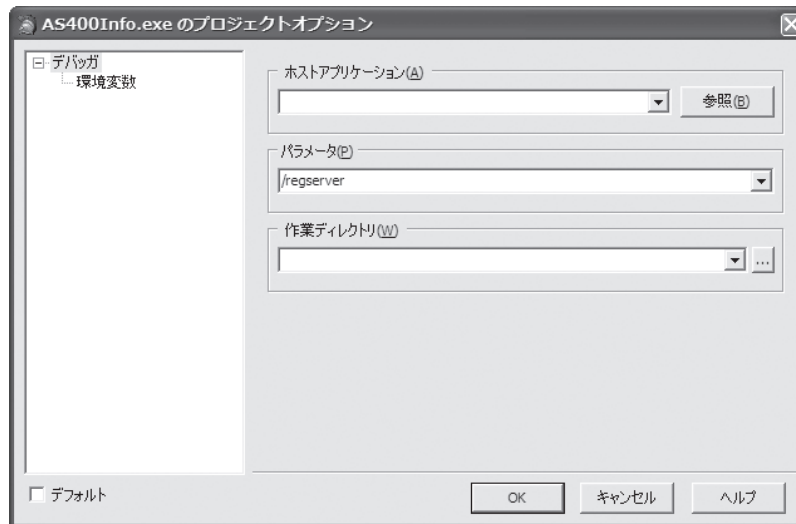 AS400Info.exe のプロジェクトオプション
デバッガ
環境変数
ホストアプリケーション(A)
参照(B)
パラメータ(P)
/regserver
作業ディレクトリ(W)
...
デフォルト
OK
キャンセル
ヘルプ